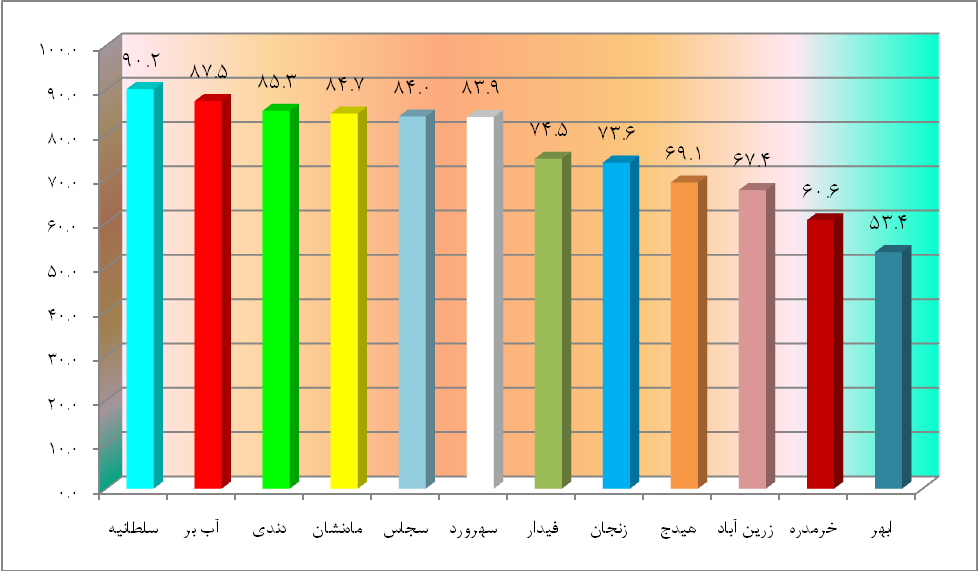 ۱۰۰.۰
۹۰.۰
۸۰.۰
۷۰.۰
۶۰.۰
۵۰.۰
۴۰.۰
۳۰.۰
۲۰.۰
۱۰.۰
۰.۰
۹۰.۲
۸۷.۵
۸۵.۳
۸۴.۷
۸۴.۰
۸۳.۹
۷۴.۵
۷۳.۶
۶۹.۱
۶۷.۴
۶۰.۶
۵۳.۴
سلطانیه
آب بر
دندی
ماهنشان
سجاس
سهرورد
قیدار
زنجان
هیدج
زرین آباد
خرمدره
ابهر